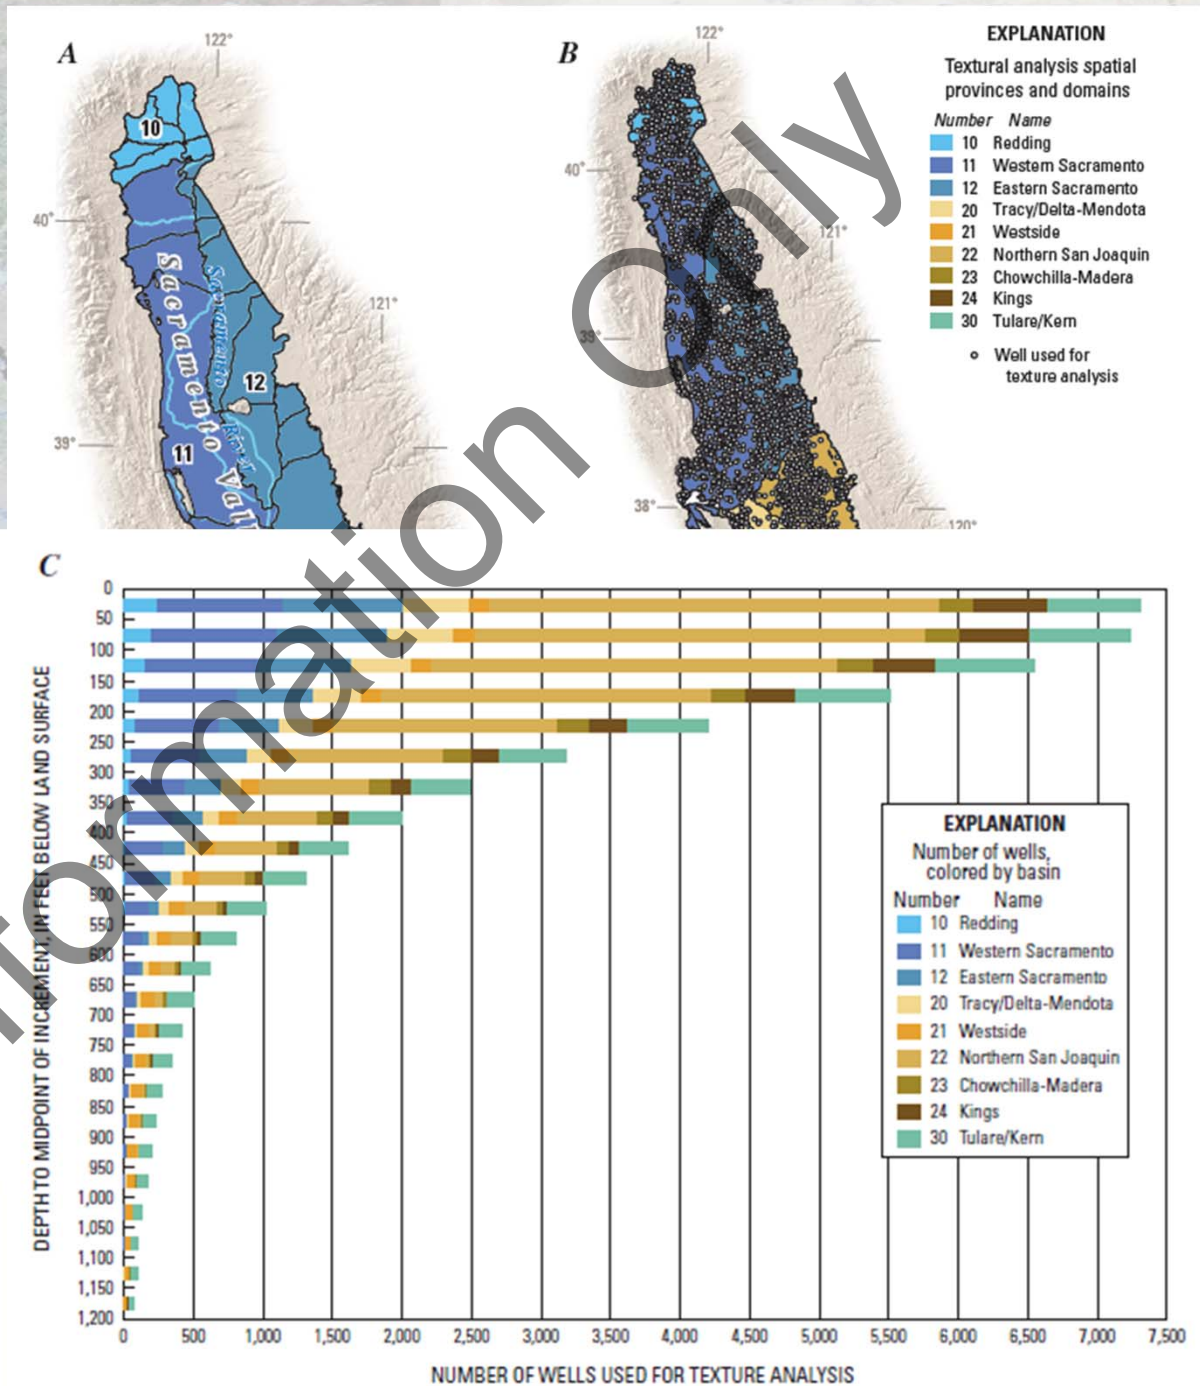 A
122°
10
40°
Sacramento Vall
Sacramento
River
121°
12
39°
11
B
122°
40°
121°
39°
38°
120°
EXPLANATION
Textural analysis spatial
provinces and domains
Number Name
10 Redding
11 Western Sacramento
12 Eastern Sacramento
20 Tracy/Delta-Mendota
21 Westside
22 Northern San Joaquin
23 Chowchilla-Madera
24 Kings
30 Tulare/Kern
Well used for
texture analysis
formation Only
C
DEPTH TO MIDPOINT OF INCREMENT, IN FEET BELOW LAND SURFACE
0
50
100
150
200
250
300
350
400
450
500
550
600
650
700
750
800
850
900
950
1,000
1,050
1,100
1,150
1,200
EXPLANATION
Number of wells,
colored by basin
Number Name
10 Redding
11 Western Sacramento
12 Eastern Sacramento
20 Tracy/Delta-Mendota
21 Westside
22 Northern San Joaquin
23 Chowchilla-Madera
24 Kings
30 Tulare/Kern
0 500 1,000 1,500 2,000 2,500 3,000 3,500 4,000 4,500 5,000 5,500 6,000 6,500 7,000 7,500
NUMBER OF WELLS USED FOR TEXTURE ANALYSIS